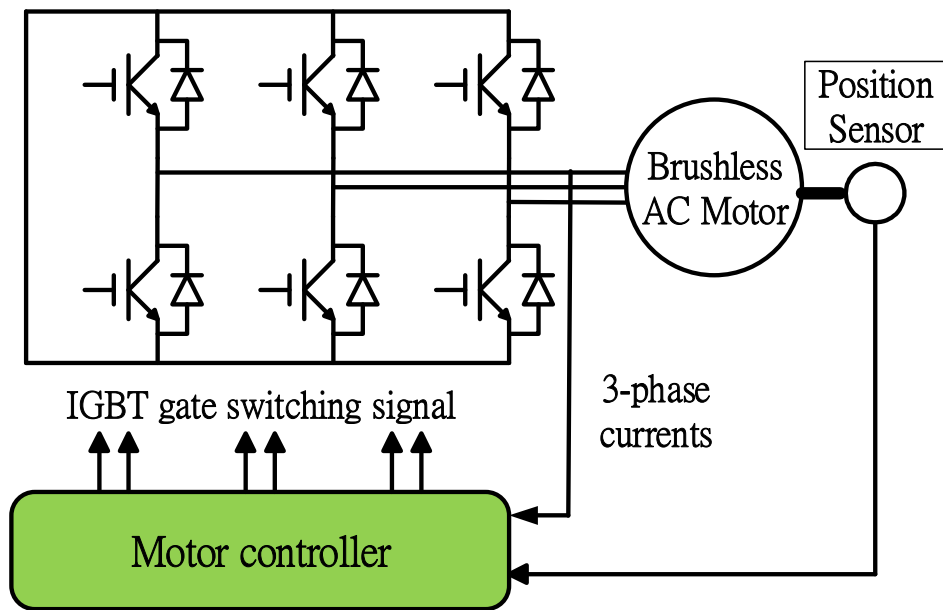 Position
Sensor
Brushless
AC Motor
3-phase
currents
IGBT gate switching signal
Motor controller